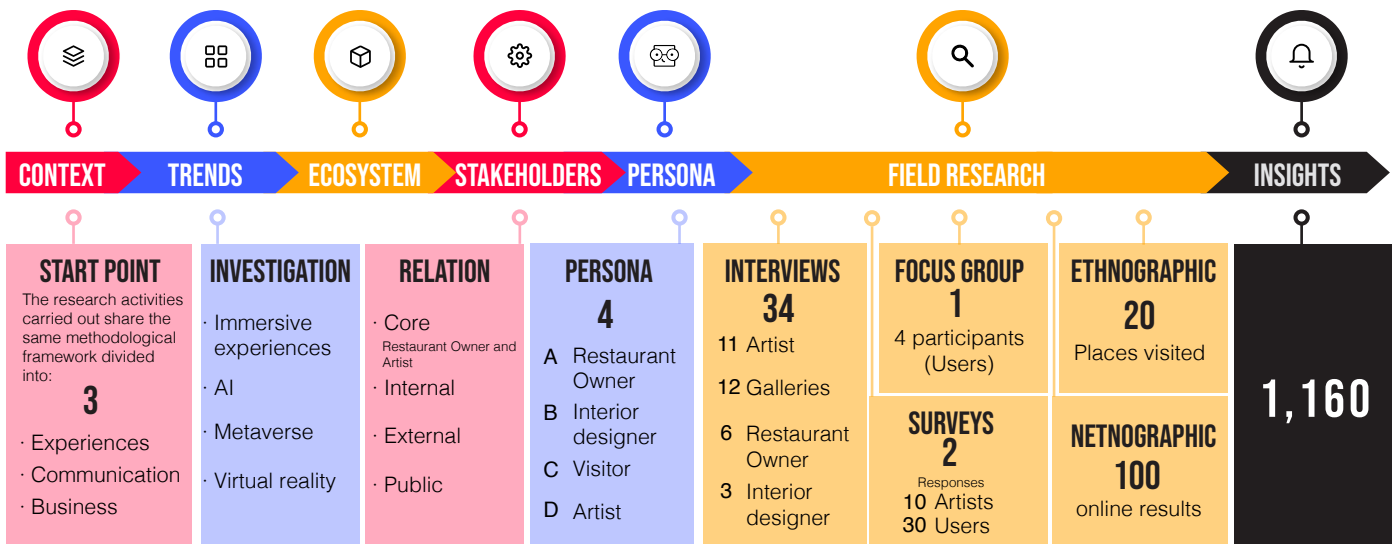 CONTEXT
TRENDS
ECOSYSTEM
STAKEHOLDERS
PERSONA
FIELD RESEARCH
INSIGHTS
START POINT
The research activities
carried out share the
same methodological
framework divided
into:
3
· Experiences
· Communication
· Business
INVESTIGATION
· Immersive
experiences
· AI
· Metaverse
· Virtual reality
RELATION
· Core
Restaurant Owner and
Artist
· Internal
· External
· Public
PERSONA
4
A Restaurant
Owner
B Interior
designer
C Visitor
D Artist
INTERVIEWS
34
11 Artist
12 Galleries
6 Restaurant
Owner
3 Interior
designer
FOCUS GROUP
1
4 participants
(Users)
SURVEYS
2
Responses
10 Artists
30 Users
ETHNOGRAPHIC
20
Places visited
NETNOGRAPHIC
100
online results
1,160